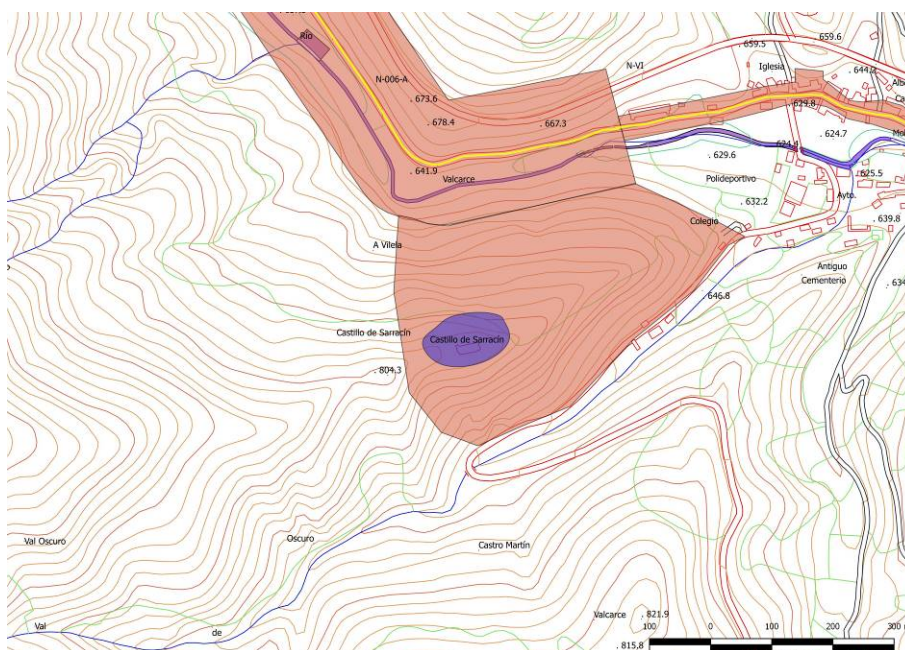 Río
N-VI
. 659.5
. 659.6
Iglesia
. 644.2
N-006-A
. 673.6
. 678.4
. 667.3
. 629.8
. 624.7
. 629.6
. 641.9
Valcarce
. 625.5
Polideportivo
. 632.2
Ayto.
Colegio
. 639.8
A Vilela
Antiguo
Cementerio
. 646.8
Castillo de Sarracín
Castillo de Sarracín
. 804.3
Val Oscuro
Oscuro
Castro Martín
Valcarce
. 821.9
Val
de
. 815,8
100
0
100
200
300